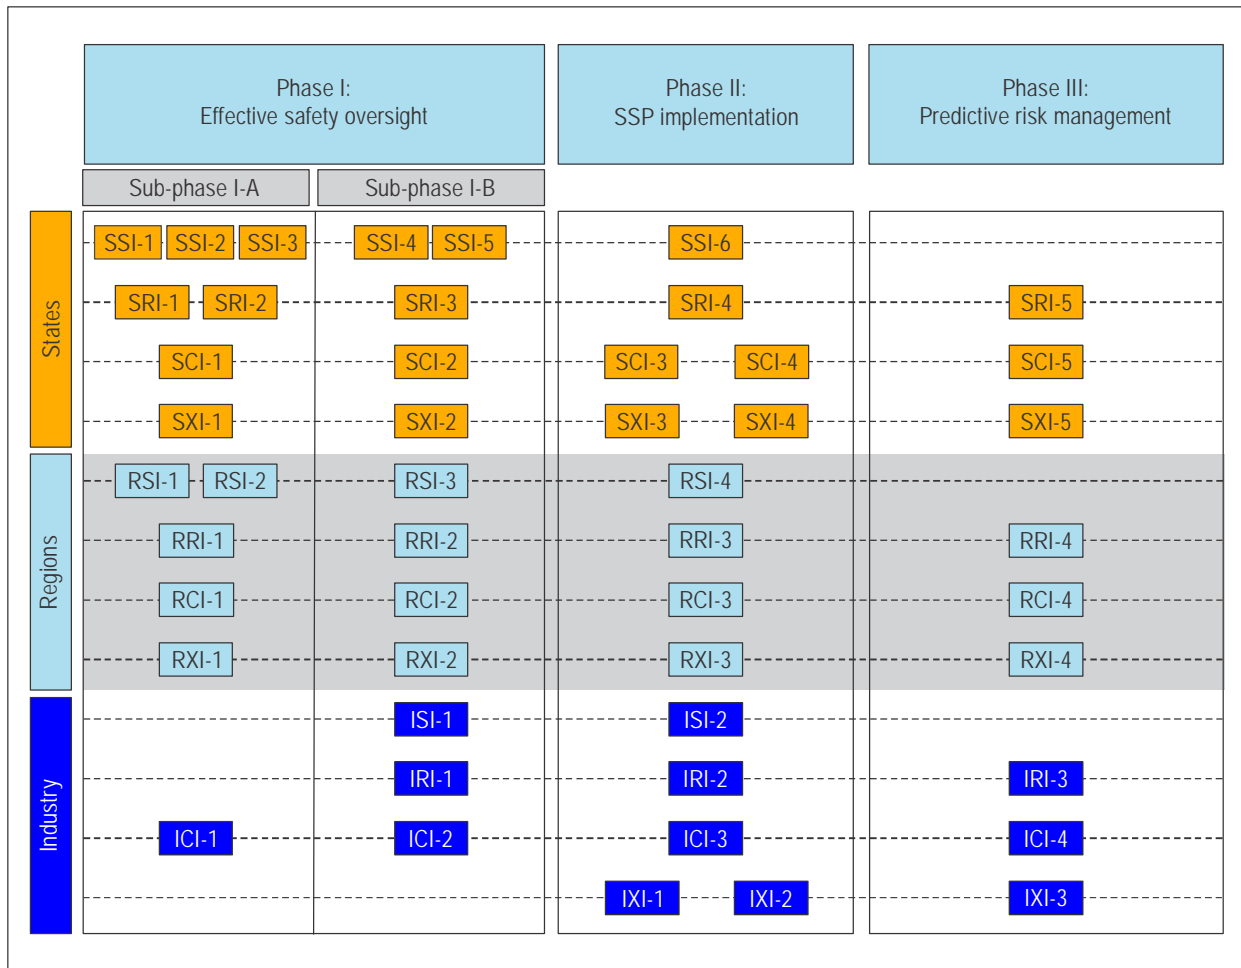 Phase I:
Effective safety oversight
Phase II:
SSP implementation
Phase III:
Predictive risk management
Sub-phase I-A
Sub-phase I-B
States
SSI-1 SSI-2 SSI-3 SSI-4 SSI-5 SSI-6
SRI-1 SRI-2 SRI-3 SRI-4 SRI-5
SCI-1 SCI-2 SCI-3 SCI-4 SCI-5
SXI-1 SXI-2 SXI-3 SXI-4 SXI-5
Regions
RSI-1 RSI-2 RSI-3 RSI-4
RRI-1 RRI-2 RRI-3 RRI-4
RCI-1 RCI-2 RCI-3 RCI-4
RXI-1 RXI-2 RXI-3 RXI-4
Industry
ISI-1 ISI-2
IRI-1 IRI-2 IRI-3
ICI-1 ICI-2 ICI-3 ICI-4
IXI-1 IXI-2 IXI-3